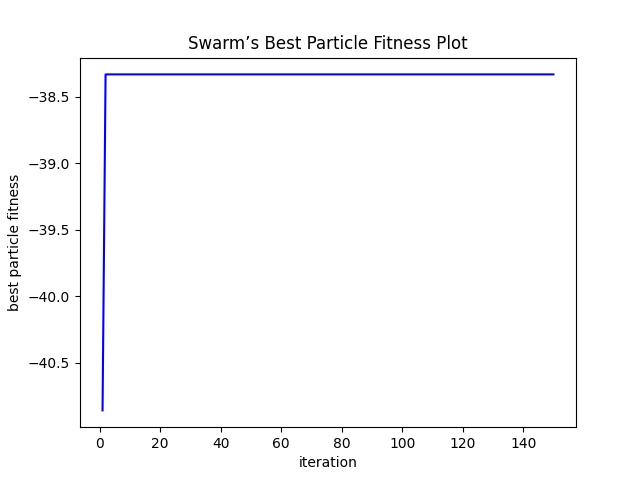 Swarm’s Best Particle Fitness Plot
best particle fitness
−38.5
−39.0
−39.5
−40.0
−40.5
0 20 40 60 80 100 120 140
iteration